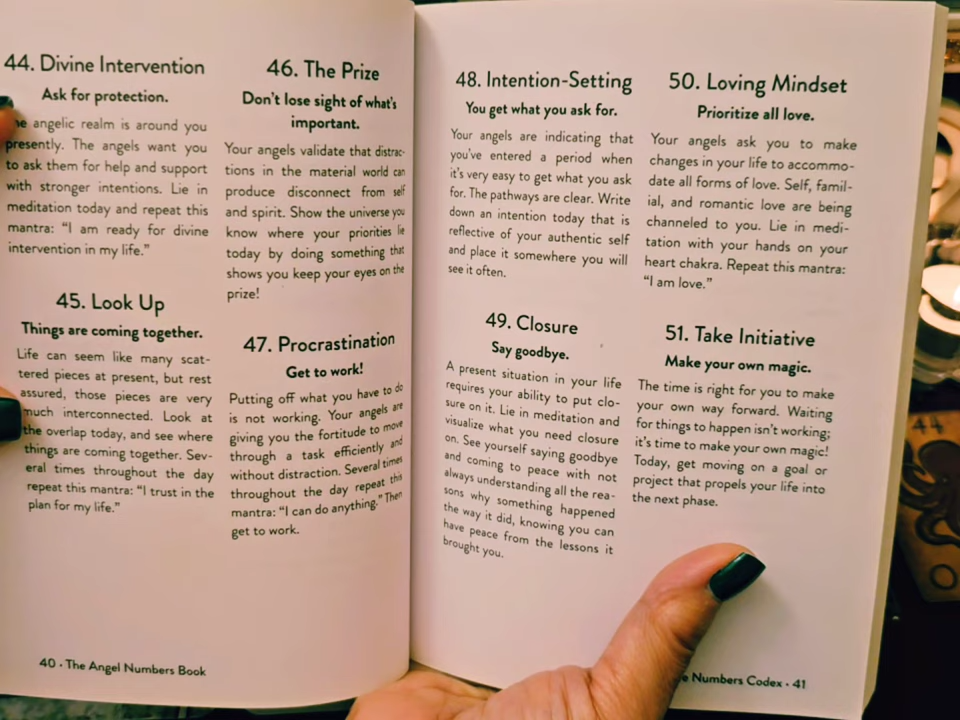 44. Divine Intervention
Ask for protection.
angelic realm is around you
presently. The angels want you
to ask them for help and support
with stronger intentions. Lie in
meditation today and repeat this
mantra: “I am ready for divine
intervention in my life.”
45. Look Up
Things are coming together.
Life can seem like many scat-
tered pieces at present, but rest
assured, those pieces are very
much interconnected. Look at
the overlap today, and see where
things are coming together. Sev-
eral times throughout the day
repeat this mantra: “I trust in the
plan for my life.”
46. The Prize
Don’t lose sight of what’s
important.
Your angels validate that distrac-
tions in the material world can
produce disconnect from self
and spirit. Show the universe you
know where your priorities lie
today by doing something that
shows you keep your eyes on the
prize!
47. Procrastination
Get to work!
Putting off what you have to do
is not working. Your angels are
giving you the fortitude to move
through a task efficiently and
without distraction. Several times
throughout the day repeat this
mantra: “I can do anything.” Then
get to work.
40 · The Angel Numbers Book
48. Intention-Setting
You get what you ask for.
Your angels are indicating that
you’ve entered a period when
it’s very easy to get what you ask
for. The pathways are clear. Write
down an intention today that is
reflective of your authentic self
and place it somewhere you will
see it often.
49. Closure
Say goodbye.
A present situation in your life
requires your ability to put clo-
sure on it. Lie in meditation and
visualize what you need closure
on. See yourself saying goodbye
and coming to peace with not
always understanding all the rea-
sons why something happened
the way it did, knowing you can
have peace from the lessons it
brought you.
50. Loving Mindset
Prioritize all love.
Your angels ask you to make
changes in your life to accommo-
date all forms of love. Self, famil-
ial, and romantic love are being
channeled to you. Lie in medi-
tation with your hands on your
heart chakra. Repeat this mantra:
“I am love.”
51. Take Initiative
Make your own magic.
The time is right for you to make
your own way forward. Waiting
for things to happen isn’t working;
it’s time to make your own magic!
Today, get moving on a goal or
project that propels your life into
the next phase.
Numbers Codex · 41
44